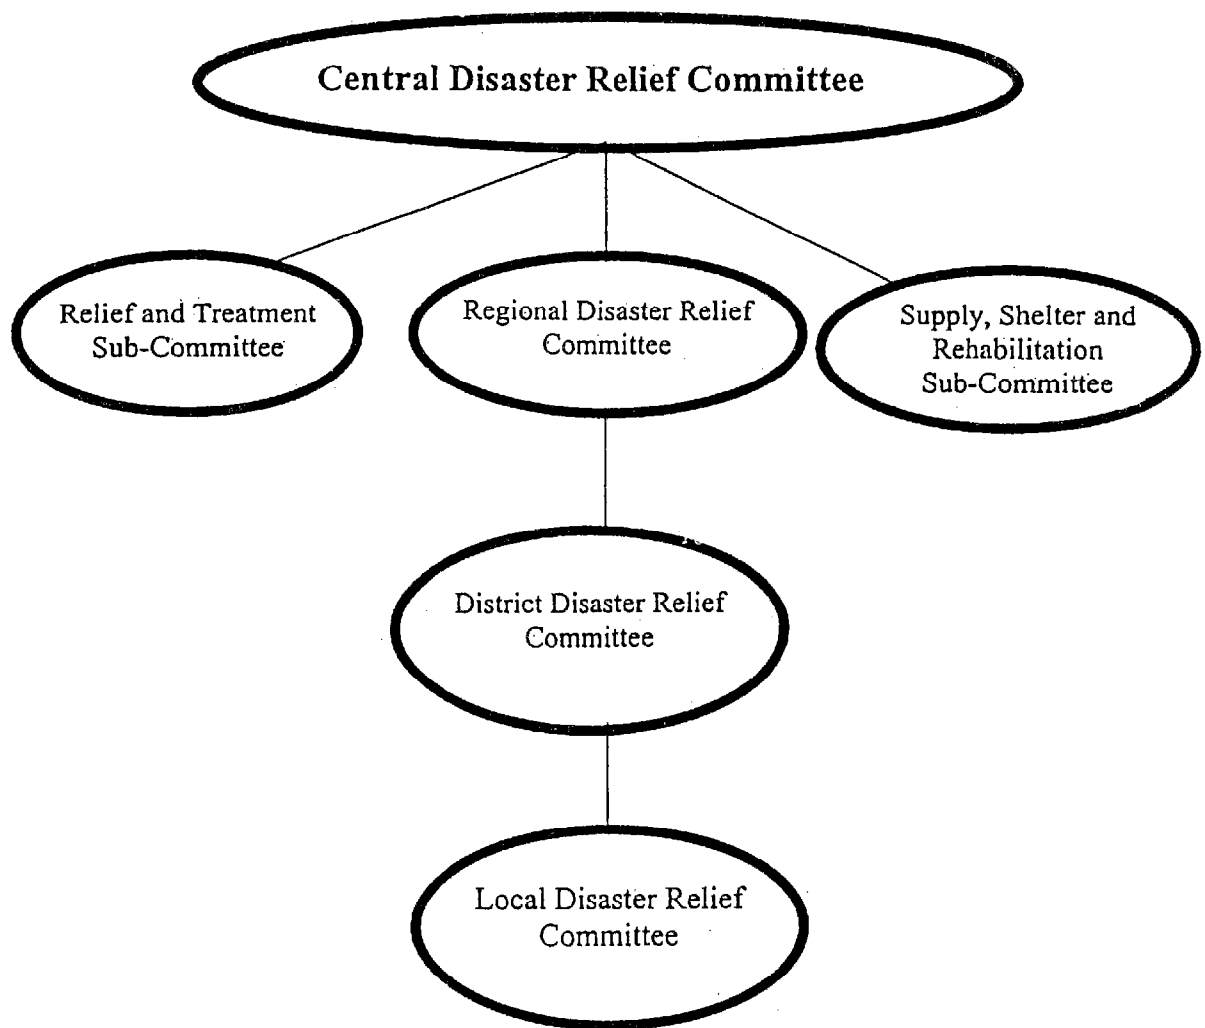 Central Disaster Relief Committee
Relief and Treatment
Sub-Committee
Regional Disaster Relief
Committee
Supply, Shelter and
Rehabilitation
Sub-Committee
District Disaster Relief
Committee
Local Disaster Relief
Committee